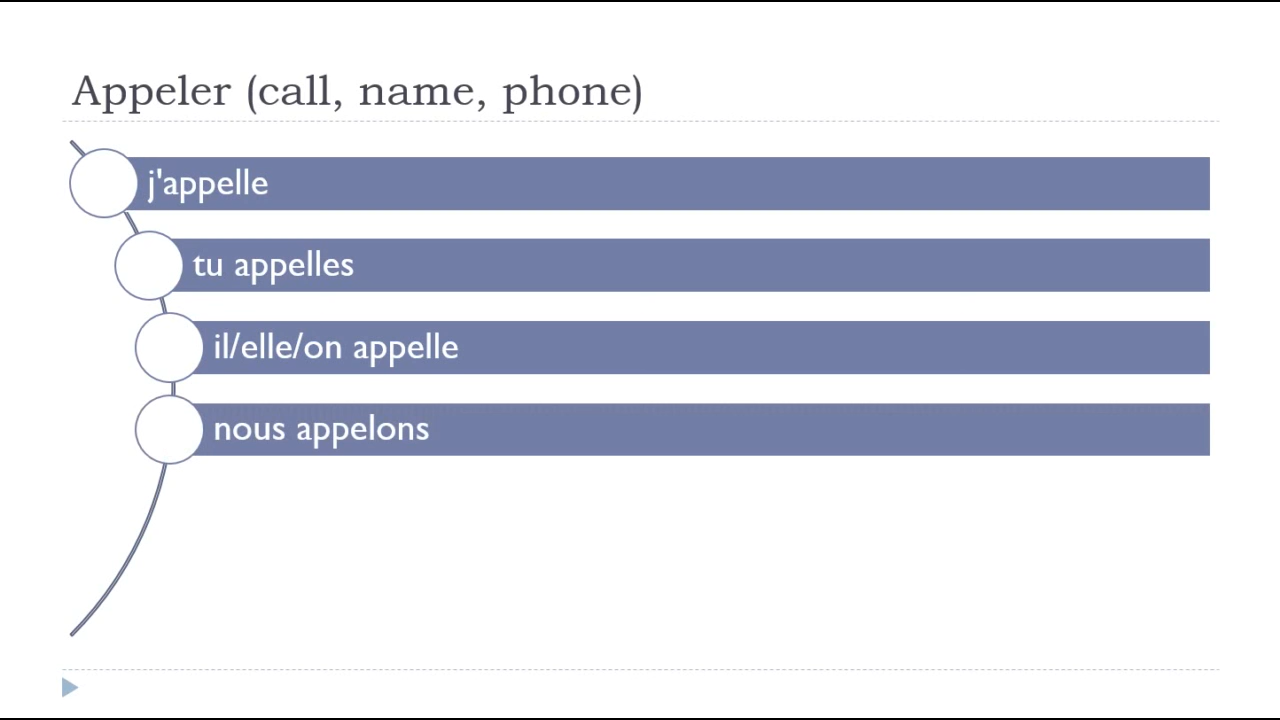 Appeler (call, name, phone)
j'appelle
tu appelles
il/elle/on appelle
nous appelons